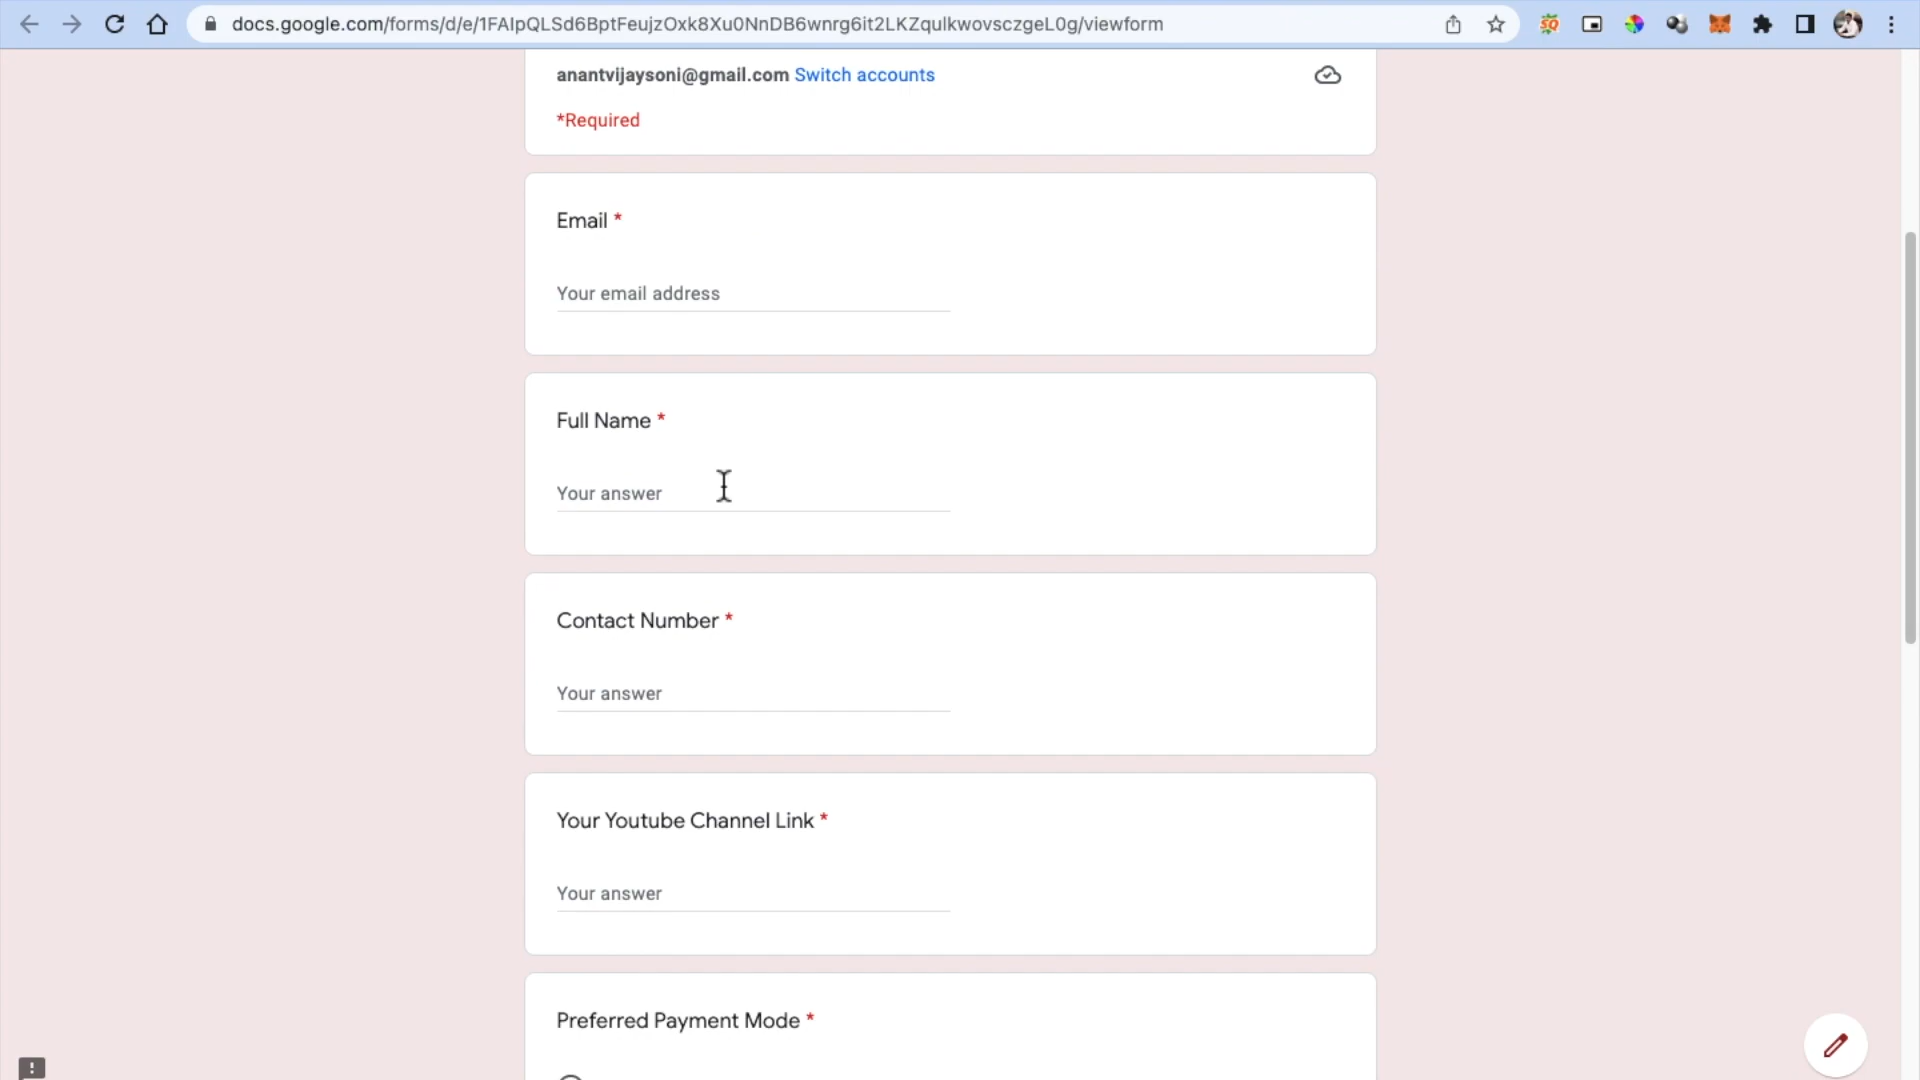 docs.google.com/forms/d/e/1FAIpQLSd6BptFeujzOxk8Xu0NnDB6wnrg6it2LKZqulkwovsczgeL0g/viewform
SQ
anantvijaysoni@gmail.com Switch accounts
*Required
Email *
Your email address
Full Name *
Your answer
Contact Number *
Your answer
Your Youtube Channel Link *
Your answer
Preferred Payment Mode *